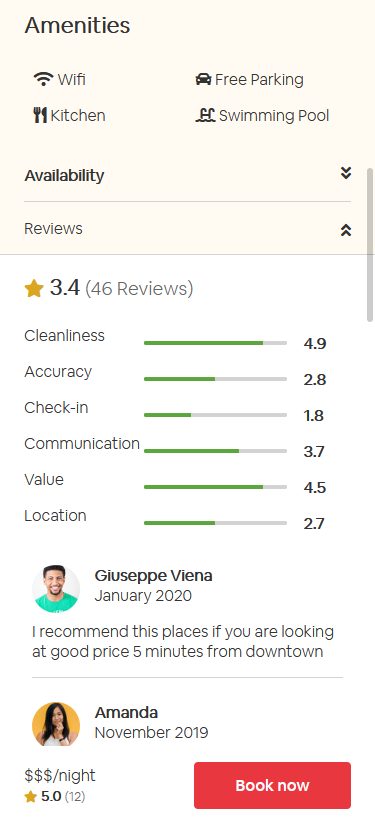 Amenities
Wifi
Free Parking
Kitchen
Swimming Pool
Availability
Reviews
3.4 (46 Reviews)
Cleanliness 4.9
Accuracy 2.8
Check-in 1.8
Communication 3.7
Value 4.5
Location 2.7
Giuseppe Viena
January 2020
I recommend this places if you are looking
at good price 5 minutes from downtown
Amanda
November 2019
$$$/night
5.0 (12)
Book now